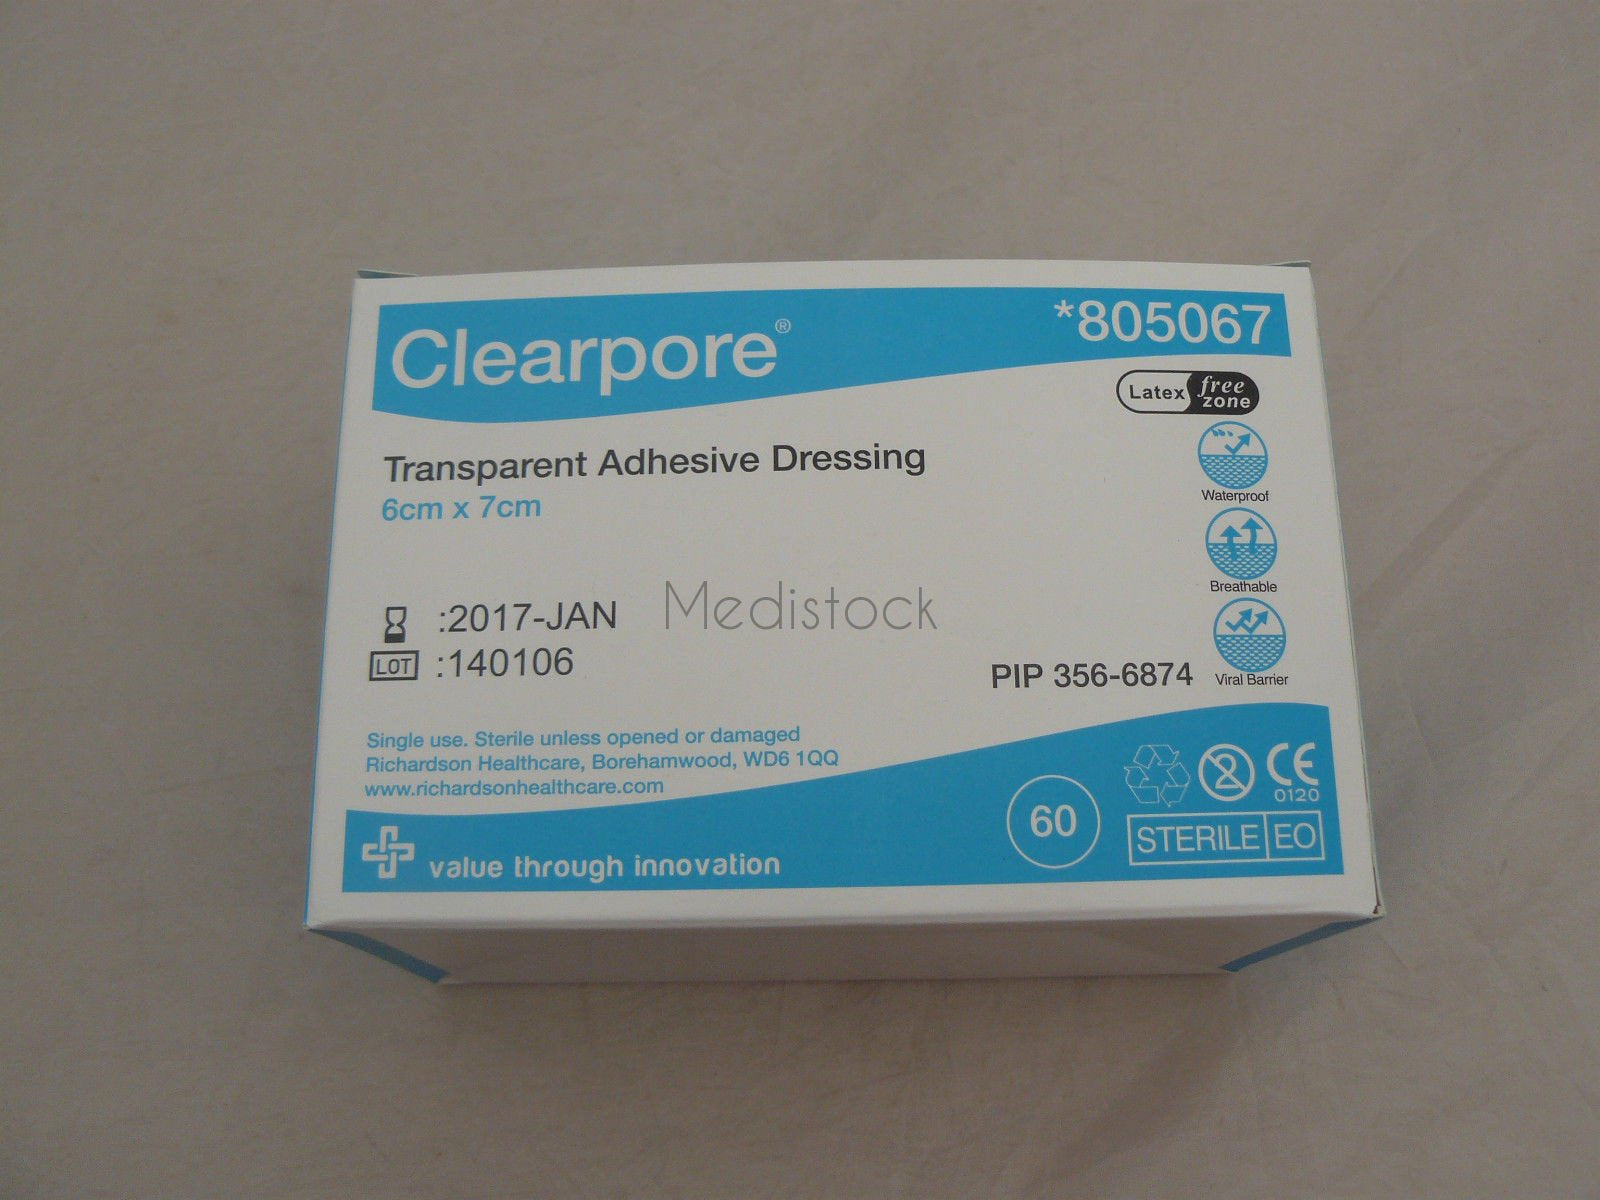 Clearpore®
*805067
Latex free zone
Transparent Adhesive Dressing
6cm x 7cm
Waterproof
Breathable
:2017-JAN
Medistock
LOT :140106
PIP 356-6874
Viral Barrier
Single use. Sterile unless opened or damaged
Richardson Healthcare, Borehamwood, WD6 1QQ
www.richardsonhealthcare.com
value through innovation
60
2
CE
0120
STERILE EO